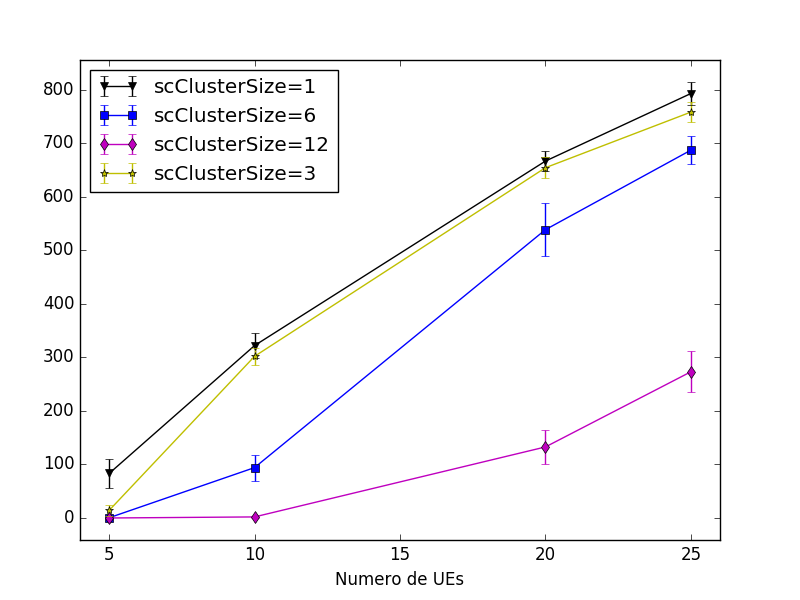 scClusterSize=1
scClusterSize=6
scClusterSize=12
scClusterSize=3
800
700
600
500
400
300
200
100
0
5 10 15 20 25
Numero de UEs